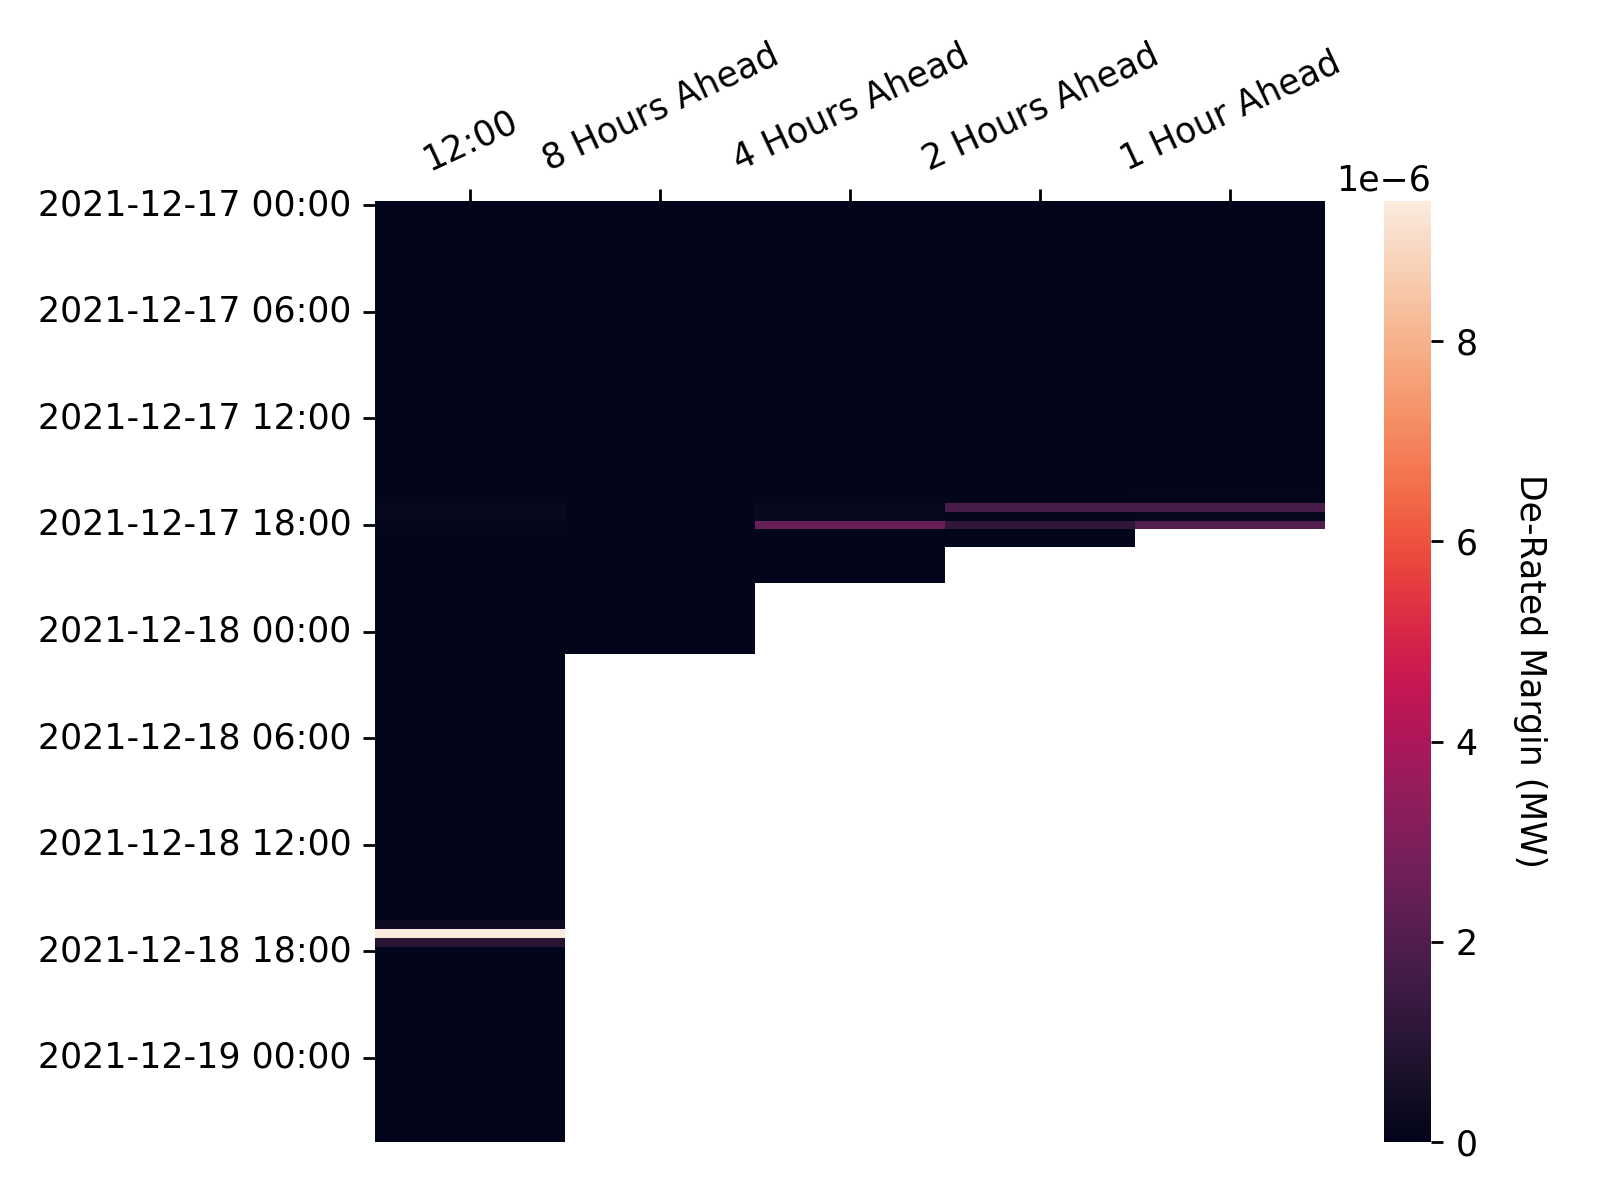 12:00
8 Hours Ahead
4 Hours Ahead
2 Hours Ahead
1 Hour Ahead
1e−6
2021-12-17 00:00
2021-12-17 06:00
2021-12-17 12:00
2021-12-17 18:00
2021-12-18 00:00
2021-12-18 06:00
2021-12-18 12:00
2021-12-18 18:00
2021-12-19 00:00
8
6
4
2
0
De-Rated Margin (MW)